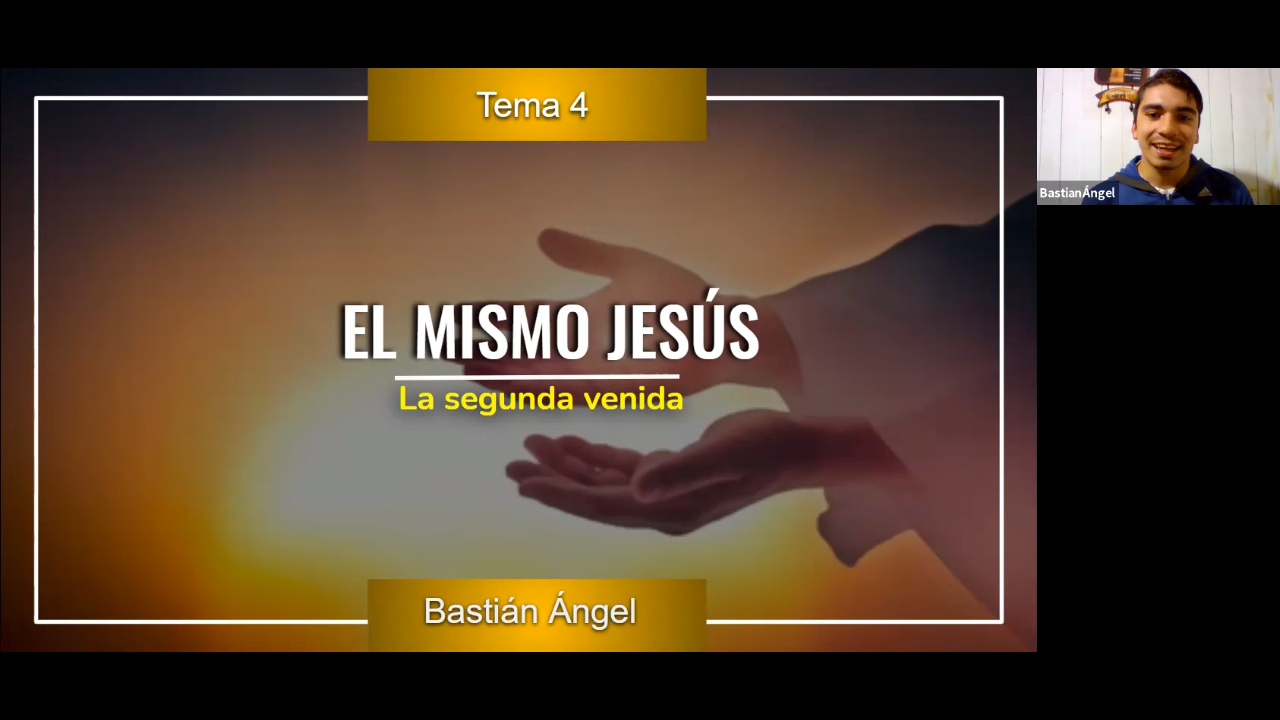 Tema 4
EL MISMO JESÚS
La segunda venida
Bastián Ángel
BastianÁngel